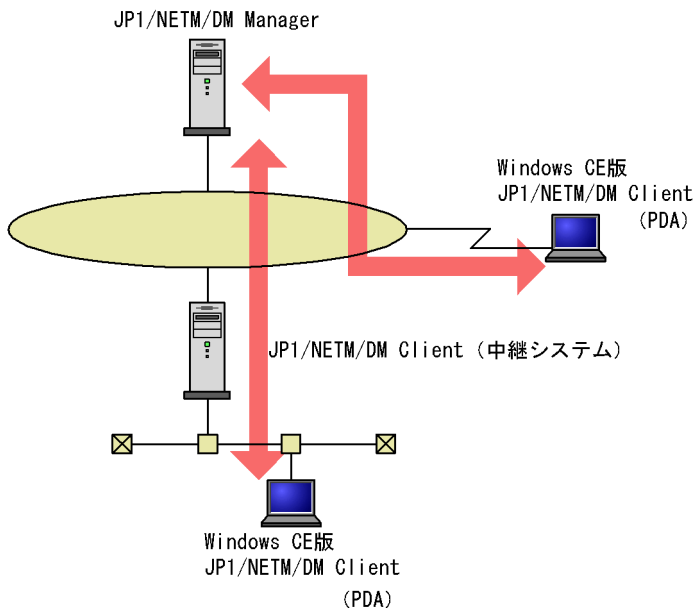 JP1/NETM/DM Manager
Windows CE版
JP1/NETM/DM Client
(PDA)
JP1/NETM/DM Client（中継システム）
Windows CE版
JP1/NETM/DM Client
(PDA)